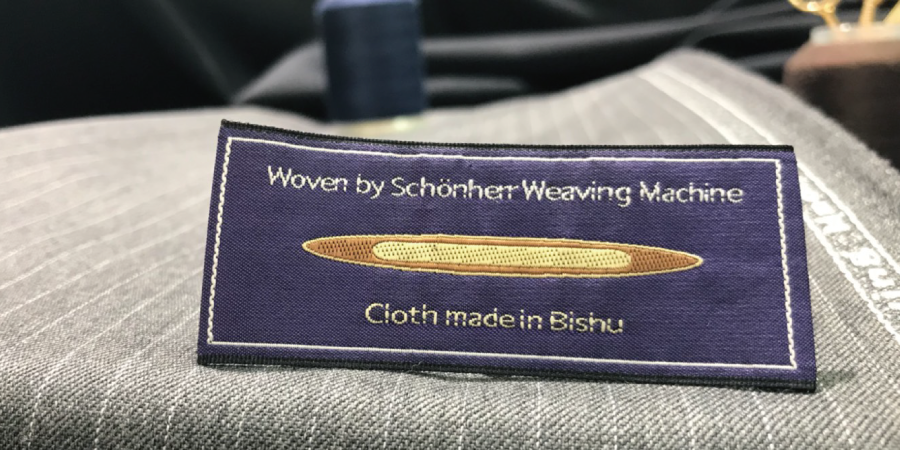 Woven by Schönherr Weaving Machine
Cloth made in Bishu